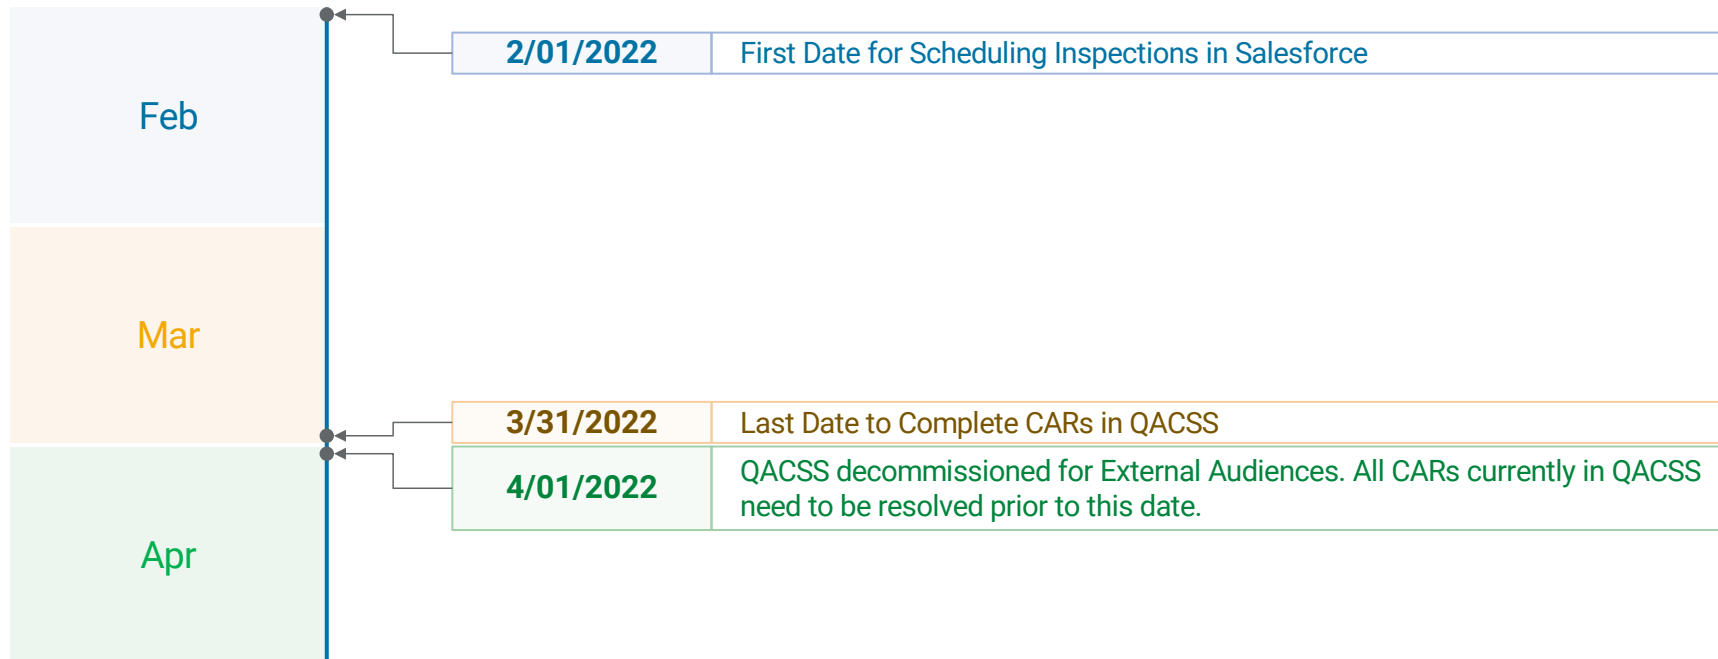 Feb
2/01/2022 First Date for Scheduling Inspections in Salesforce
Mar
3/31/2022 Last Date to Complete CARs in QACSS
4/01/2022 QACSS decommissioned for External Audiences. All CARs currently in QACSS
need to be resolved prior to this date.
Apr